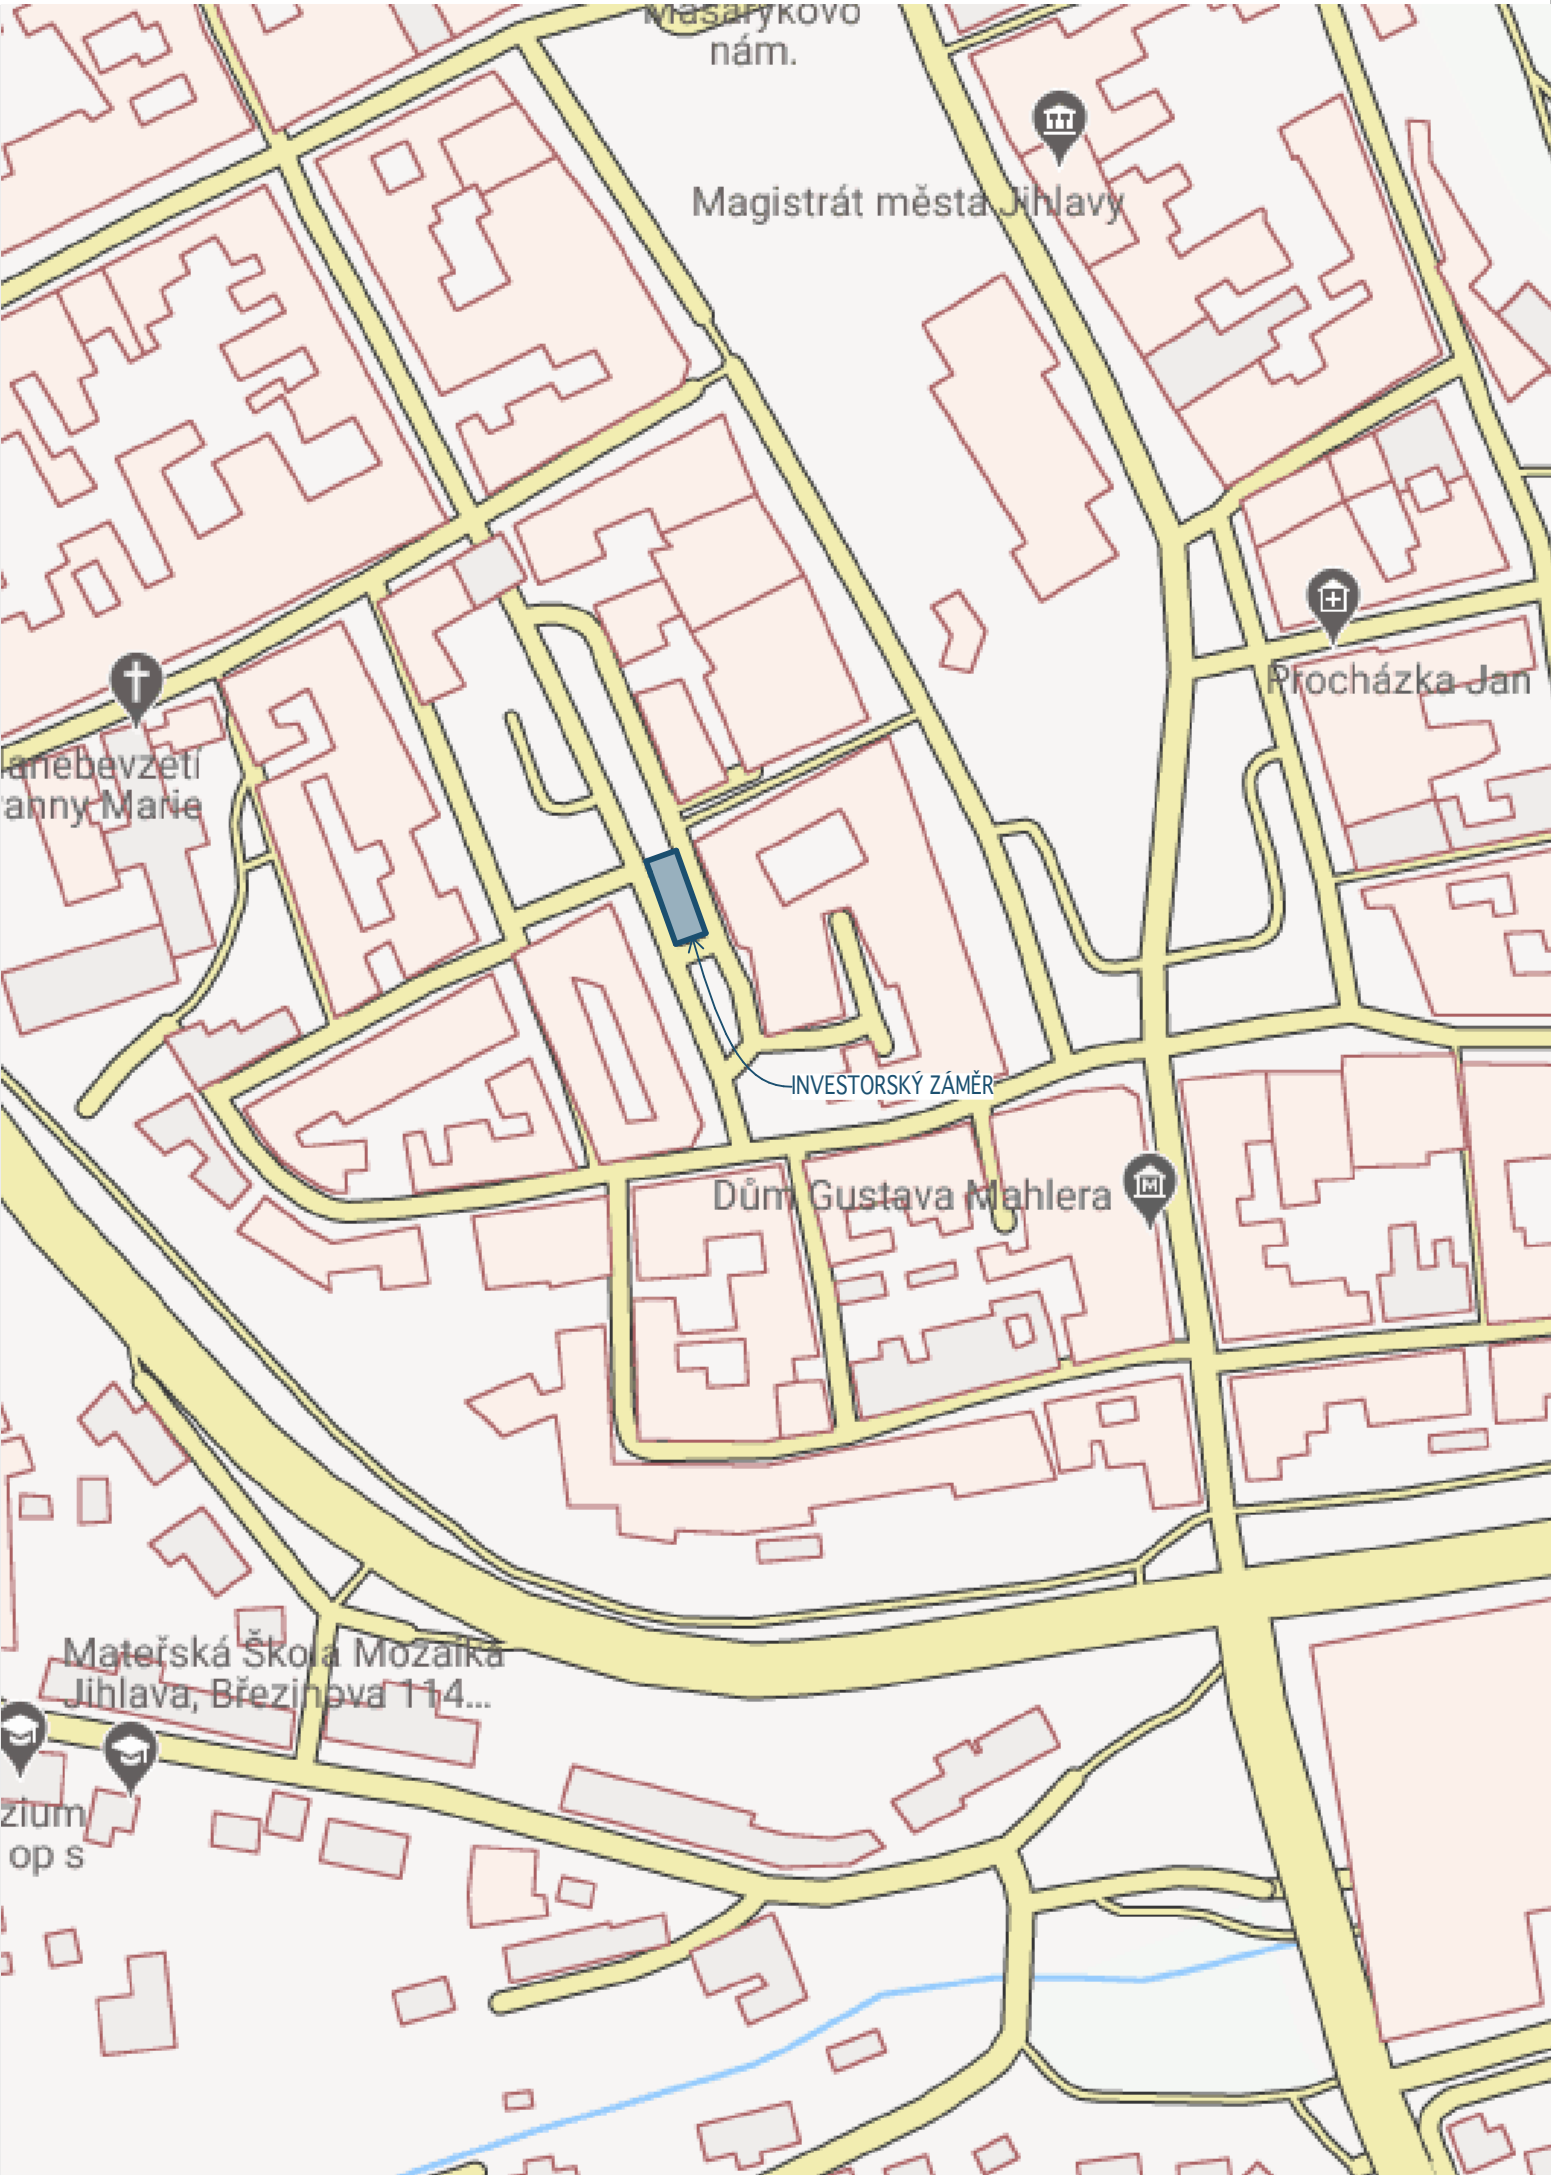 Masarykovo
nám.
Magistrát města Jihlavy
Procházka Jan
anebevzetí
anny Marie
INVESTORSKÝ ZÁMĚR
Dům Gustava Mahlera
M
Mateřská Škola Mozaika
Jihlava, Březinova 114...
zium
op s